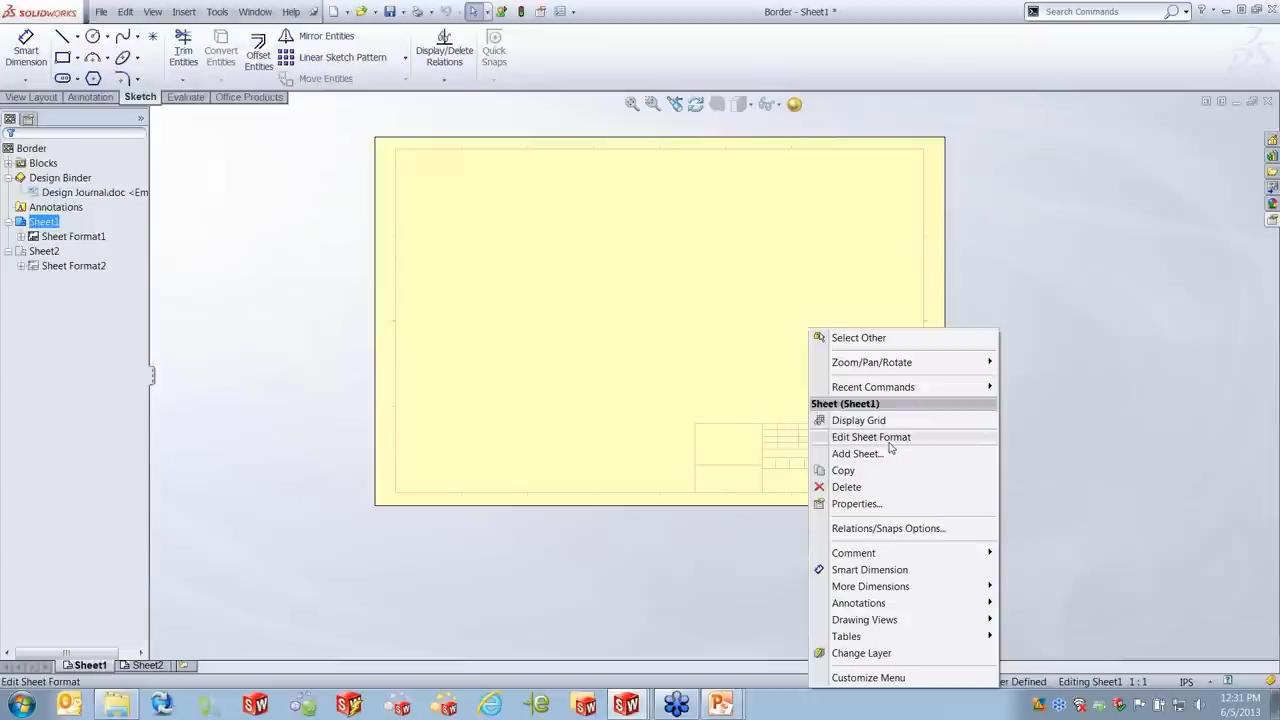 SOLIDWORKS
File
Edit
View
Insert
Tools
Window
Help
Border - Sheet1 *
Search Commands
Smart Dimension
Trim Entities
Convert Entities
Offset Entities
Mirror Entities
Linear Sketch Pattern
Move Entities
Display/Delete Relations
Quick Snaps
View Layout
Annotation
Sketch
Evaluate
Office Products
Border
Blocks
Design Binder
Design Journal.doc <Em
Annotations
Sheet1
Sheet Format1
Sheet2
Sheet Format2
Select Other
Zoom/Pan/Rotate
Recent Commands
Sheet (Sheet1)
Display Grid
Edit Sheet Format
Add Sheet...
Copy
Delete
Properties...
Relations/Snaps Options...
Comment
Smart Dimension
More Dimensions
Annotations
Drawing Views
Tables
Change Layer
Customize Menu
Sheet1
Sheet2
Edit Sheet Format
er Defined
Editing Sheet1
1 : 1
IPS
12:31 PM
6/5/2013